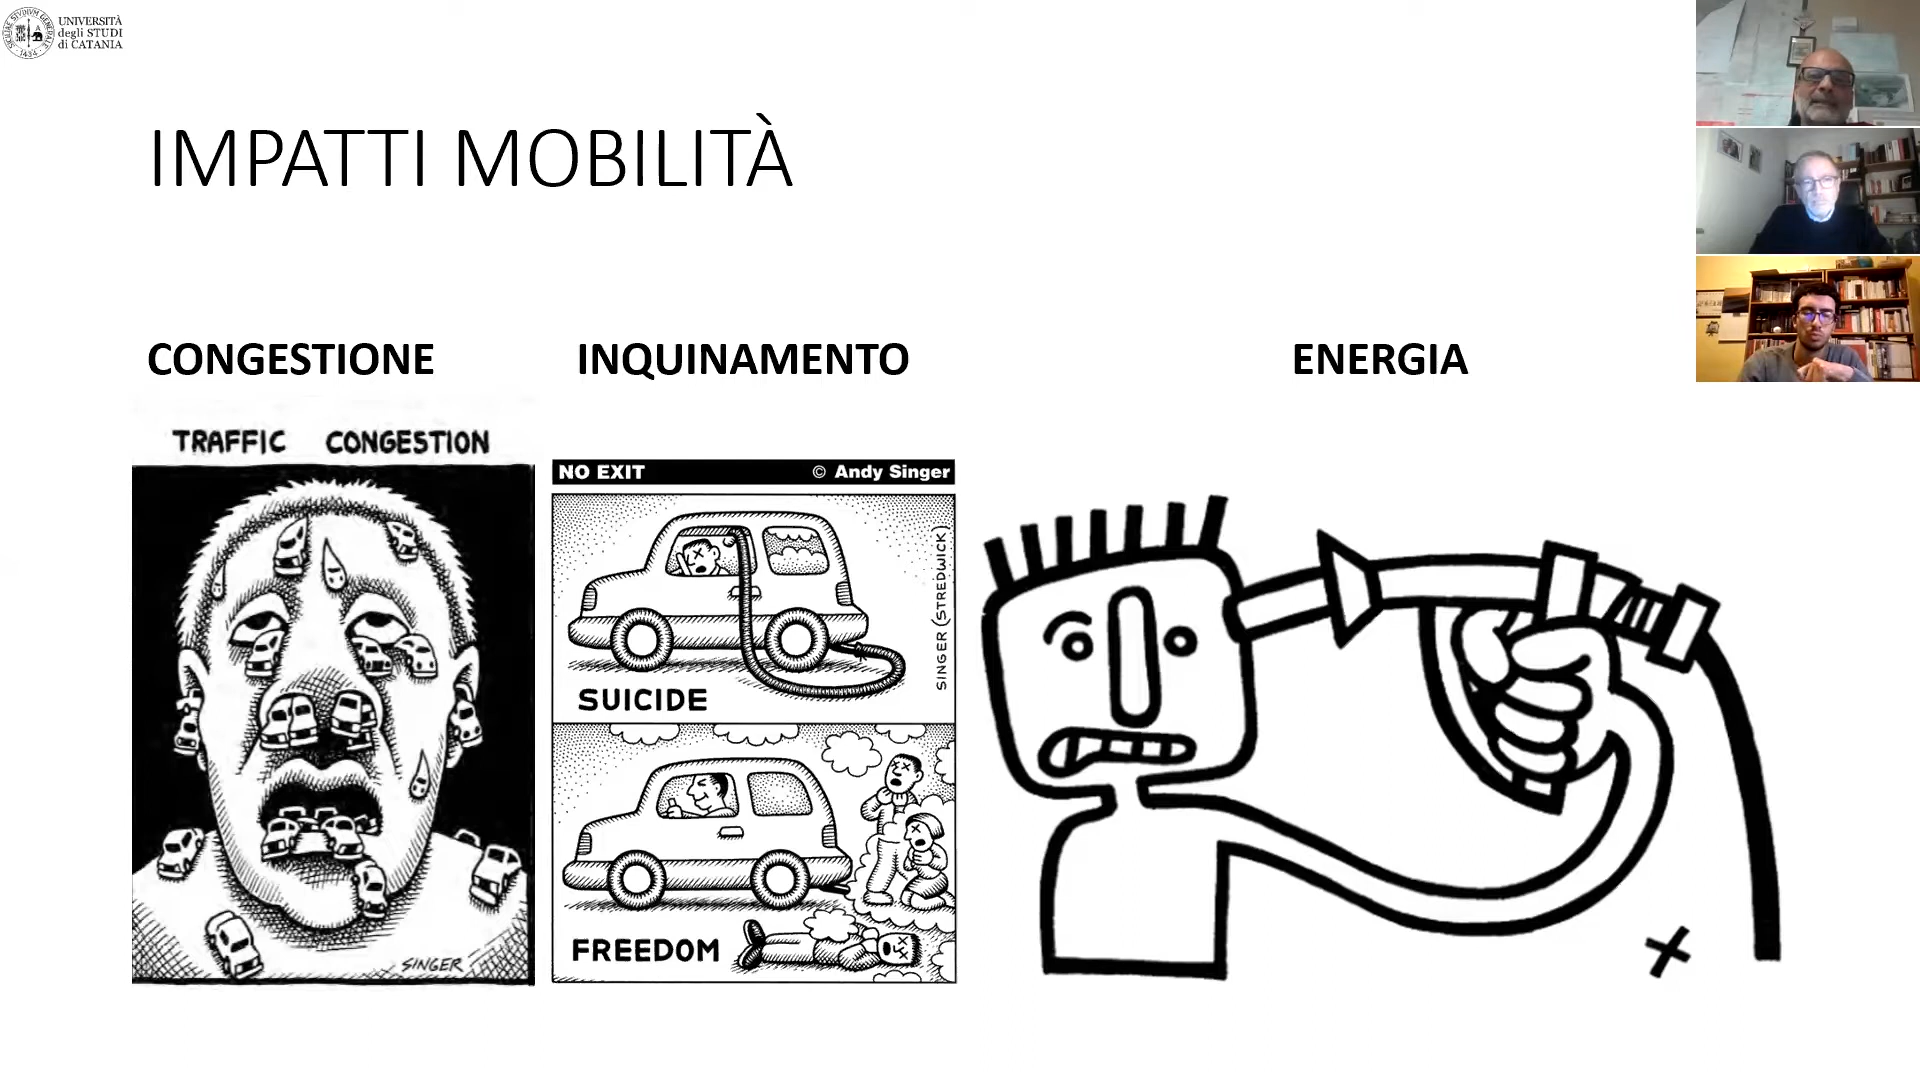 UNIVERSITÀ
degli STUDI
di CATANIA
IMPATTI MOBILITÀ
CONGESTIONE
INQUINAMENTO
ENERGIA
TRAFFIC CONGESTION
SINGER
NO EXIT
© Andy Singer
SINGER (STREDWICK)
SUICIDE
FREEDOM